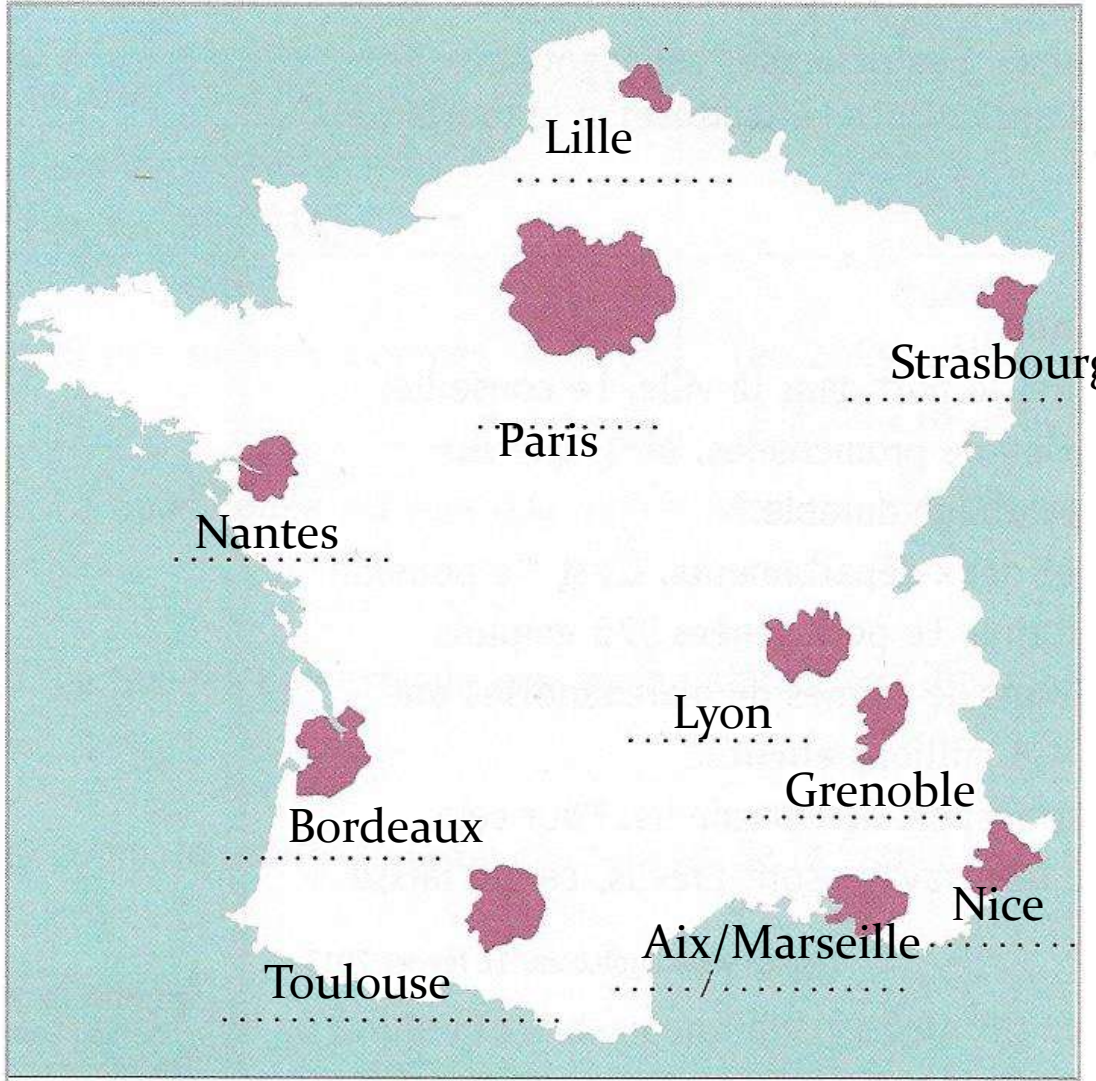 Lille
Strasbourg
Paris
Nantes
Lyon
Grenoble
Bordeaux
Nice
Aix/Marseille
Toulouse